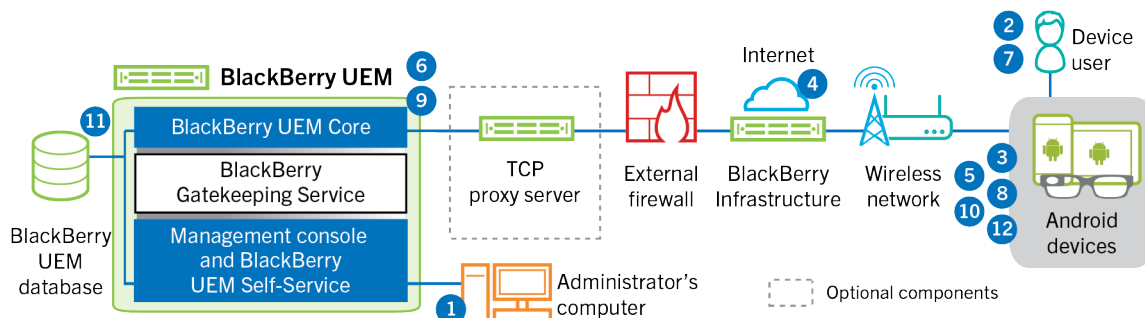 2
Device
user
7
Internet
4
BlackBerry UEM
6
9
11
BlackBerry UEM Core
BlackBerry
Gatekeeping Service
Management console
and BlackBerry
UEM Self-Service
BlackBerry
UEM
database
TCP
proxy server
External
firewall
BlackBerry
Infrastructure
Wireless
network
3
5
8
10
12
Android
devices
1
Administrator's
computer
Optional components